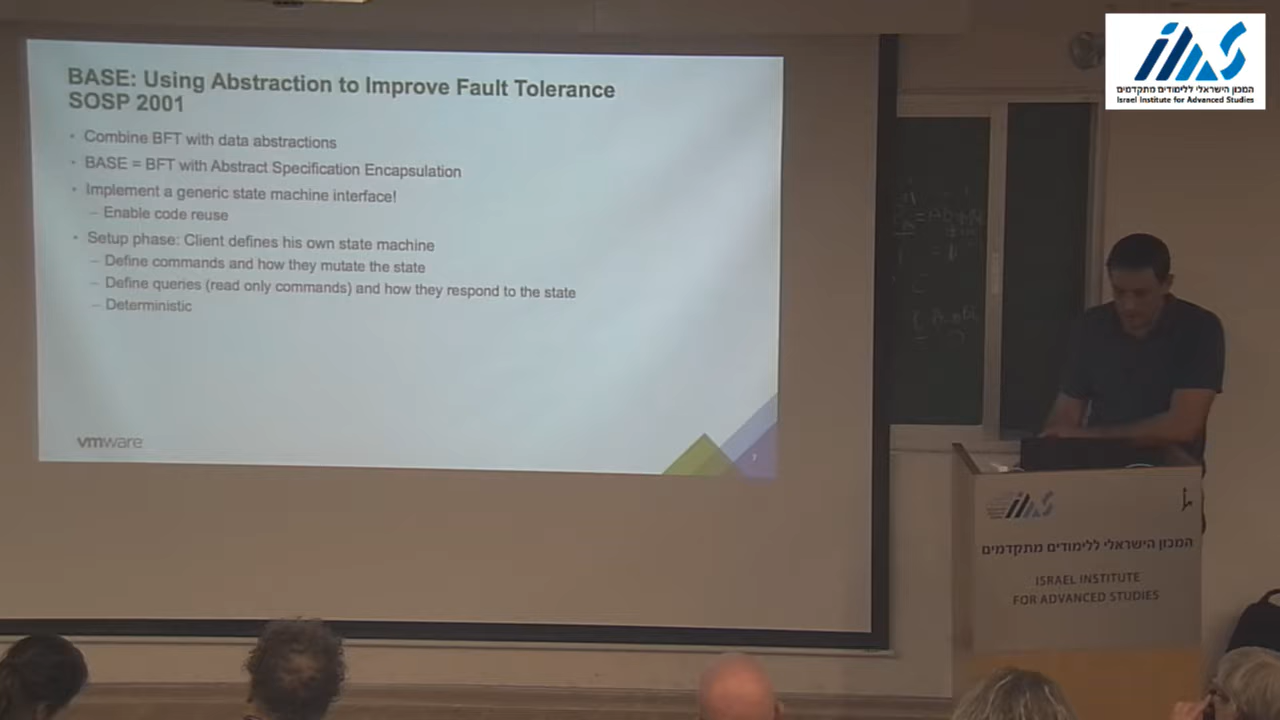 BASE: Using Abstraction to Improve Fault Tolerance
SOSP 2001
• Combine BFT with data abstractions
• BASE = BFT with Abstract Specification Encapsulation
• Implement a generic state machine interface!
– Enable code reuse
• Setup phase: Client defines his own state machine
– Define commands and how they mutate the state
– Define queries (read only commands) and how they respond to the state
– Deterministic
vmware
7
המכון הישראלי ללימודים מתקדמים
Israel Institute for Advanced Studies
המכון הישראלי ללימודים מתקדמים
ISRAEL INSTITUTE
FOR ADVANCED STUDIES